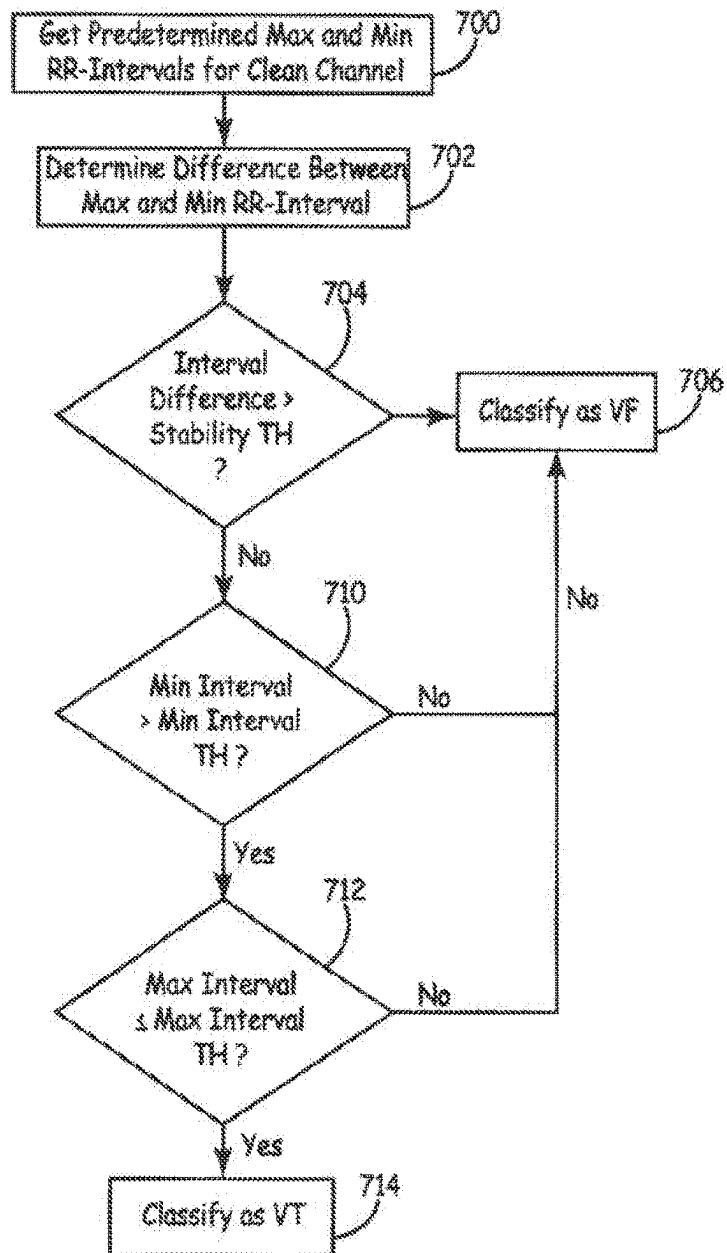 Get Predetermined Max and Min
RR-Intervals for Clean Channel
700
Determine Difference Between
Max and Min RR-Interval
702
704
Interval
Difference >
Stability TH
?
Classify as VF
706
No
No
710
Min Interval
> Min Interval
TH ?
No
Yes
712
Max Interval
≤ Max Interval
TH ?
No
Yes
Classify as VT
714